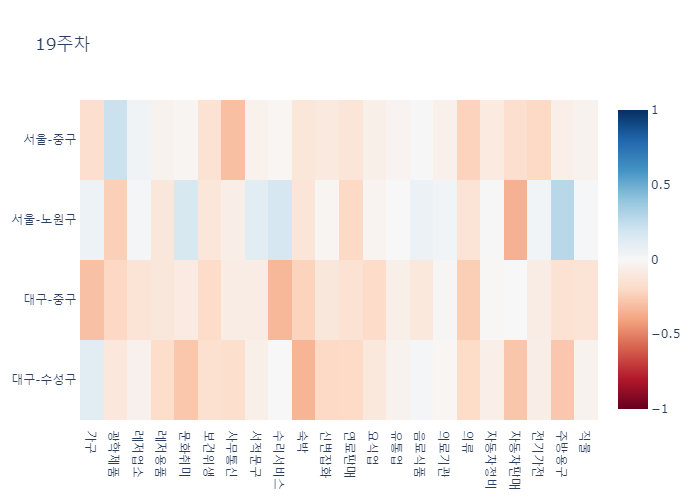 19주차
서울-중구
서울-노원구
대구-중구
대구-수성구
가구
광학제품
레저업소
레저용품
문화취미
보건위생
사무통신
서적문구
수리서비스
숙박
신변잡화
연료판매
요식업
유통업
음료식품
의료기관
의류
자동차정비
자동차판매
전기가전
주방용구
직물
1
0.5
0
−0.5
−1